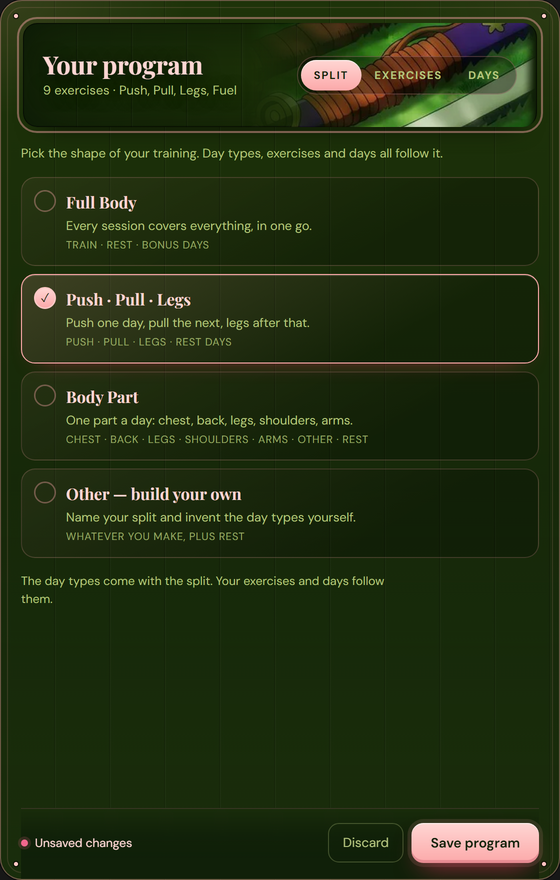 Your program
9 exercises · Push, Pull, Legs, Fuel
SPLIT EXERCISES DAYS
Pick the shape of your training. Day types, exercises and days all follow it.
Full Body
Every session covers everything, in one go.
TRAIN · REST · BONUS DAYS
Push · Pull · Legs
Push one day, pull the next, legs after that.
PUSH · PULL · LEGS · REST DAYS
Body Part
One part a day: chest, back, legs, shoulders, arms.
CHEST · BACK · LEGS · SHOULDERS · ARMS · OTHER · REST
Other — build your own
Name your split and invent the day types yourself.
WHATEVER YOU MAKE, PLUS REST
The day types come with the split. Your exercises and days follow
them.
Unsaved changes
Discard
Save program